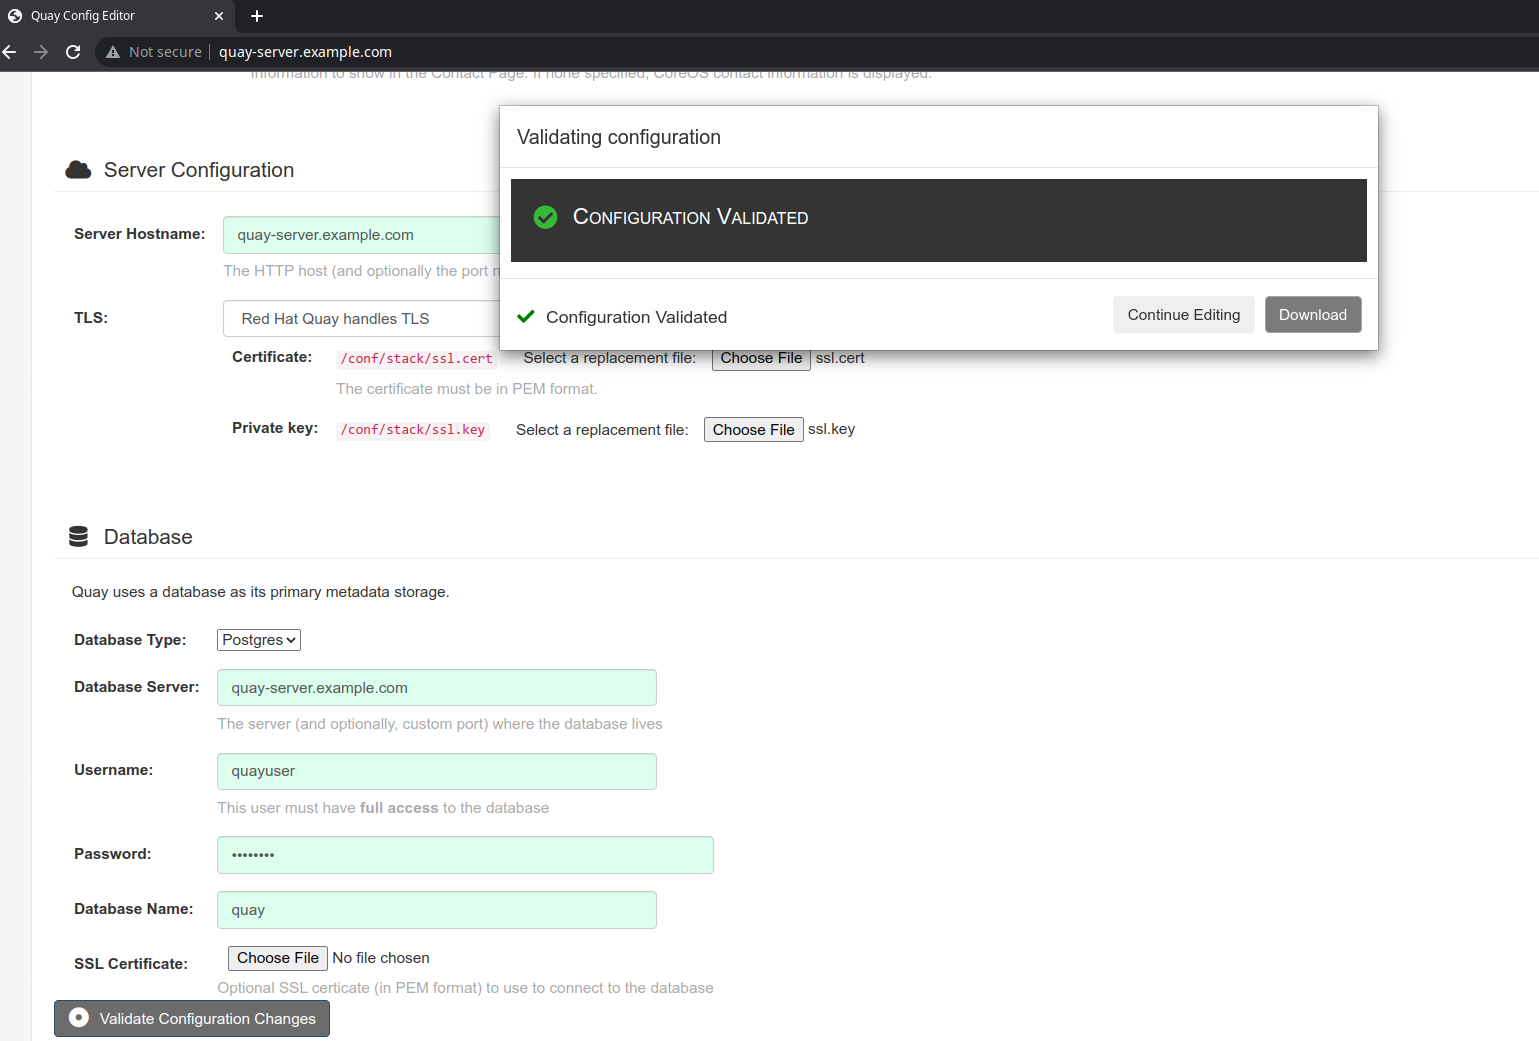 Quay Config Editor
Not secure quay-server.example.com
information to show in the Contact Page. If none specified, CoreOS contact information is displayed.
Validating configuration
Configuration Validated
Configuration Validated
Continue Editing
Download
Server Configuration
Server Hostname:
quay-server.example.com
The HTTP host (and optionally the port n
TLS:
Red Hat Quay handles TLS
Certificate: /conf/stack/ssl.cert Select a replacement file: Choose File ssl.cert
The certificate must be in PEM format.
Private key: /conf/stack/ssl.key Select a replacement file: Choose File ssl.key
Database
Quay uses a database as its primary metadata storage.
Database Type: Postgres
Database Server: quay-server.example.com
The server (and optionally, custom port) where the database lives
Username: quayuser
This user must have full access to the database
Password: ••••••••
Database Name: quay
SSL Certificate: Choose File No file chosen
Optional SSL certicate (in PEM format) to use to connect to the database
Validate Configuration Changes